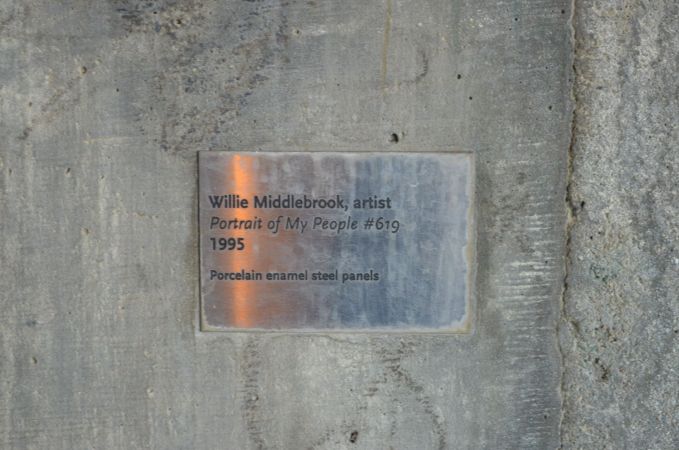 Willie Middlebrook, artist
Portrait of My People #619
1995
Porcelain enamel steel panels